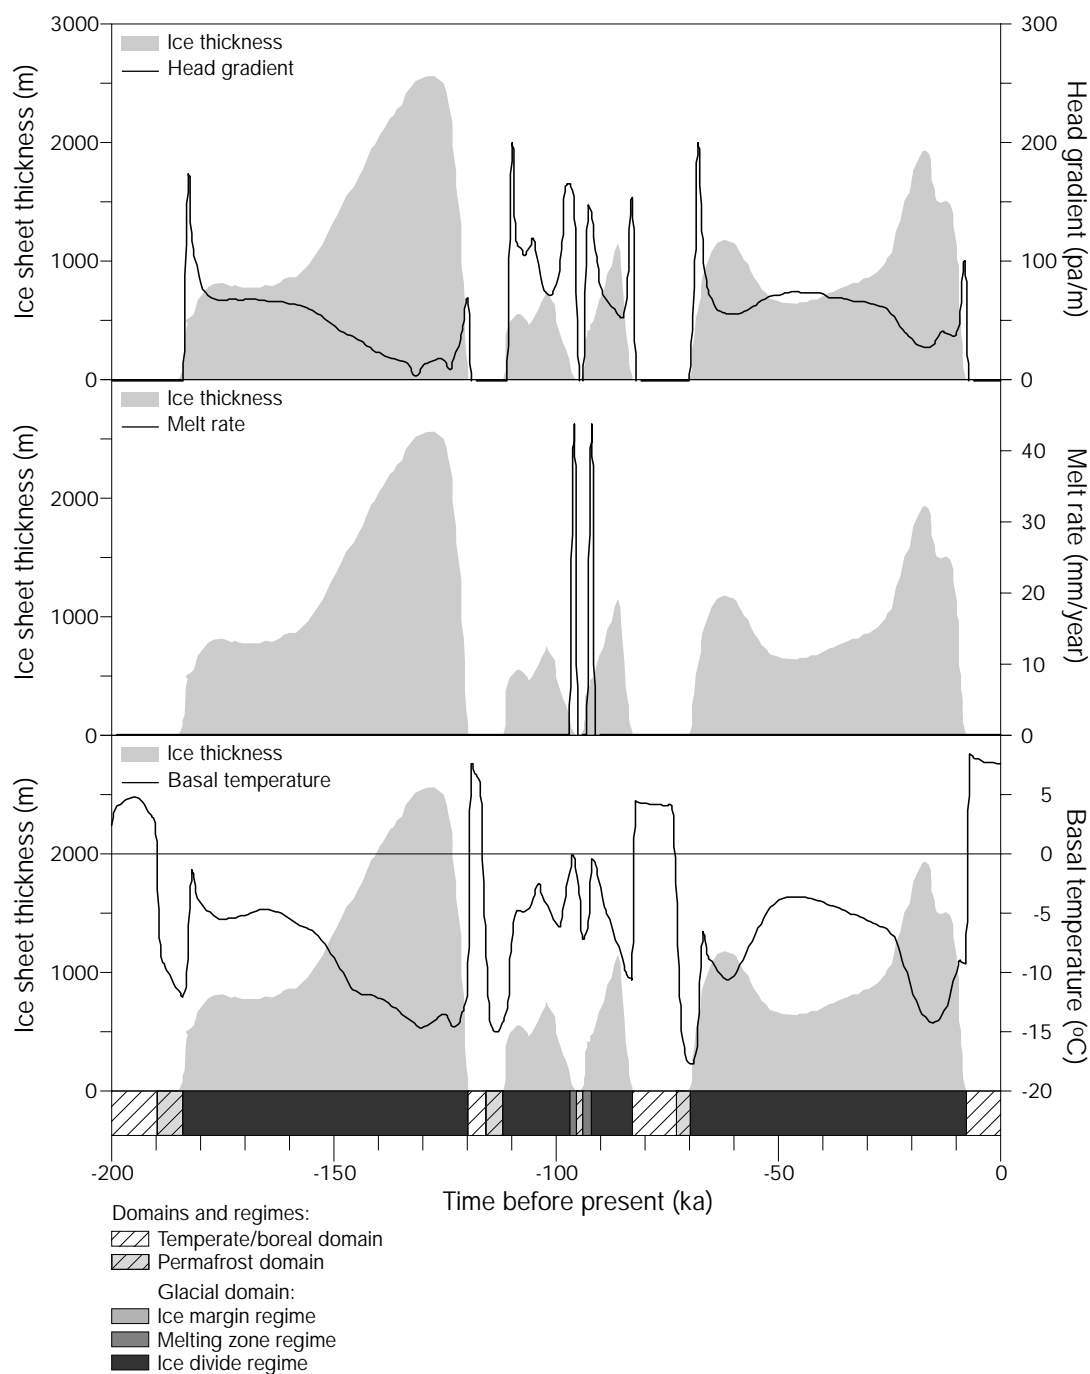 3000
300
Ice thickness
Head gradient
2000
200
1000
100
0
0
Ice sheet thickness (m)
Head gradient (pa/m)
Ice thickness
Melt rate
40
2000
30
20
1000
10
0
0
Ice sheet thickness (m)
Melt rate (mm/year)
Ice thickness
Basal temperature
5
2000
0
-5
1000
-10
-15
0
-20
Ice sheet thickness (m)
Basal temperature (ºC)
-200
-150
-100
-50
0
Time before present (ka)
Domains and regimes:
Temperate/boreal domain
Permafrost domain
Glacial domain:
Ice margin regime
Melting zone regime
Ice divide regime